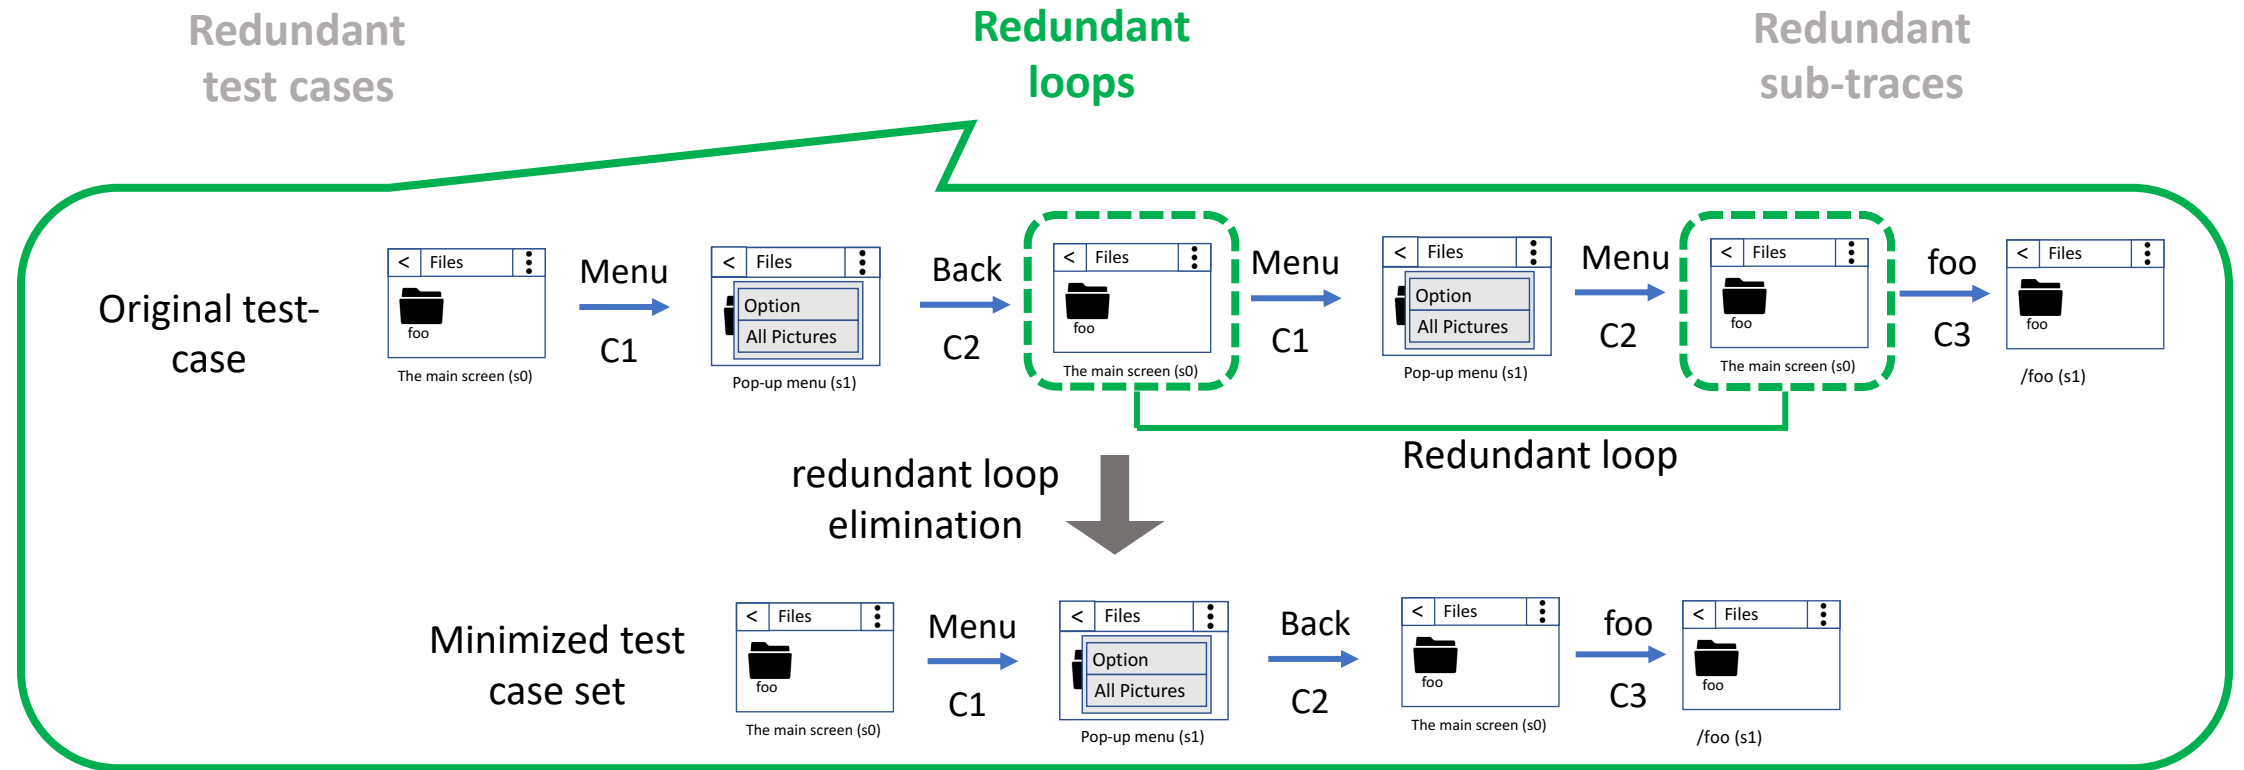 Redundant
test cases
Redundant
loops
Redundant
sub-traces
Original test-
case
< Files
foo
The main screen (s0)
Menu
C1
< Files
Option
All Pictures
Pop-up menu (s1)
Back
C2
< Files
foo
The main screen (s0)
Menu
C1
< Files
Option
All Pictures
Pop-up menu (s1)
Menu
C2
< Files
foo
The main screen (s0)
foo
C3
< Files
foo
/foo (s1)
Redundant loop
redundant loop
elimination
Minimized test
case set
< Files
foo
The main screen (s0)
Menu
C1
< Files
Option
All Pictures
Pop-up menu (s1)
Back
C2
< Files
foo
The main screen (s0)
foo
C3
< Files
foo
/foo (s1)